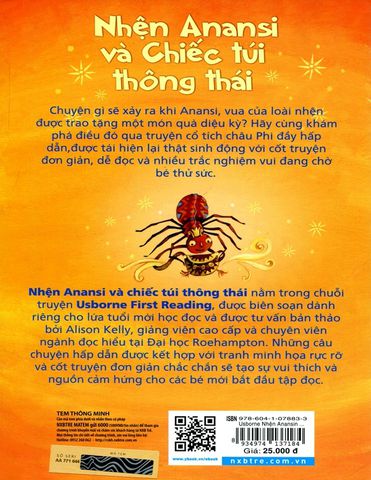 Nhện Anansi
và Chiếc túi
thông thái
Chuyện gì sẽ xảy ra khi Anansi, vua của loài nhện
được trao tặng một món quà diệu kỳ? Hãy cùng khám
phá điều đó qua truyện cổ tích châu Phi đầy hấp
dẫn,được tái hiện lại thật sinh động với cốt truyện
đơn giản, dễ đọc và nhiều trắc nghiệm vui đang chờ
bé thử sức.
Nhện Anansi và chiếc túi thông thái nằm trong chuỗi
truyện Usborne First Reading, được biên soạn dành
riêng cho lứa tuổi mới học đọc và được tư vấn bản thảo
bởi Alison Kelly, giảng viên cao cấp và chuyên viên
ngành đọc hiểu tại Đại học Roehampton. Những câu
chuyện hấp dẫn được kết hợp với tranh minh họa rực rỡ
và cốt truyện đơn giản chắc chắn sẽ tạo sự vui thích và
nguồn cảm hứng cho các bé mới bắt đầu tập đọc.
TEM THÔNG MINH
SỐ SERI
AA 771 666
www.ybook.vn/ebook
ISBN: 978-604-1-07883-3
Usborne Nhện Anansi ...
8 934974 137184
Giá: 25.000 đ
nxbtre.com.vn